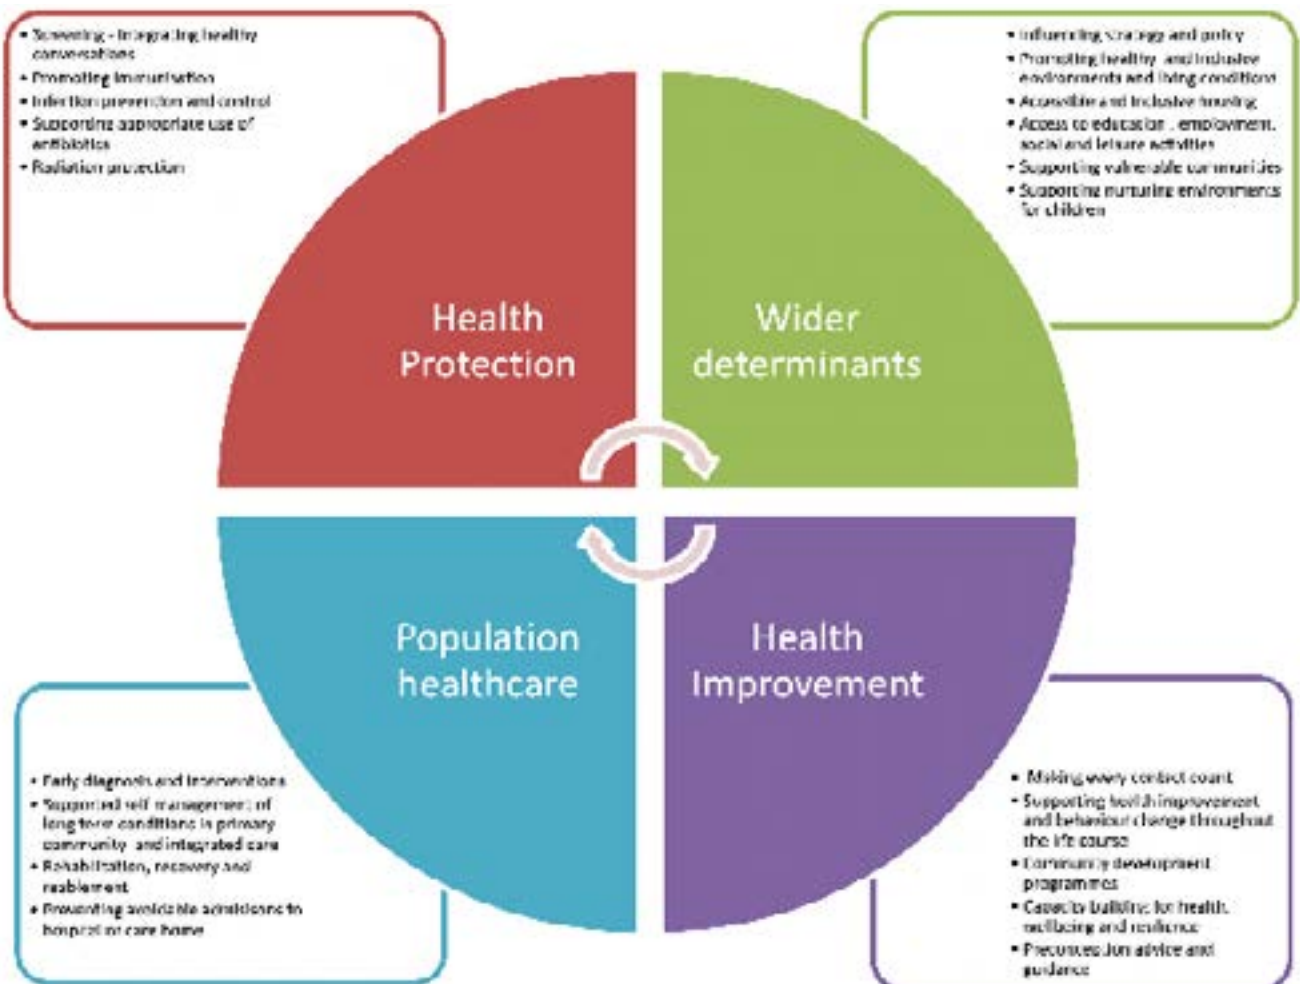 • Screening - integrating healthy
conversations
• Promoting immunisation
• Infection prevention and control
• Supporting appropriate use of
antibiotics
• Radiation protection
• Influencing strategy and policy
• Promoting healthy and inclusive
environments and living conditions
• Accessible and inclusive housing
• Access to education , employment,
social and leisure activities
• Supporting vulnerable communities
• Supporting nurturing environments
for children
Health
Protection
Wider
determinants
Population
healthcare
Health
Improvement
• Early diagnosis and interventions
• Supported self management of
long term conditions in primary
community and integrated care
• Rehabilitation, recovery and
reablement
• Preventing avoidable admissions to
hospital or care home
• Making every contact count
• Supporting health improvement
and behaviour change throughout
the life course
• Community development
programmes
• Capacity building for health,
wellbeing and resilience
• Preconception advice and
guidance